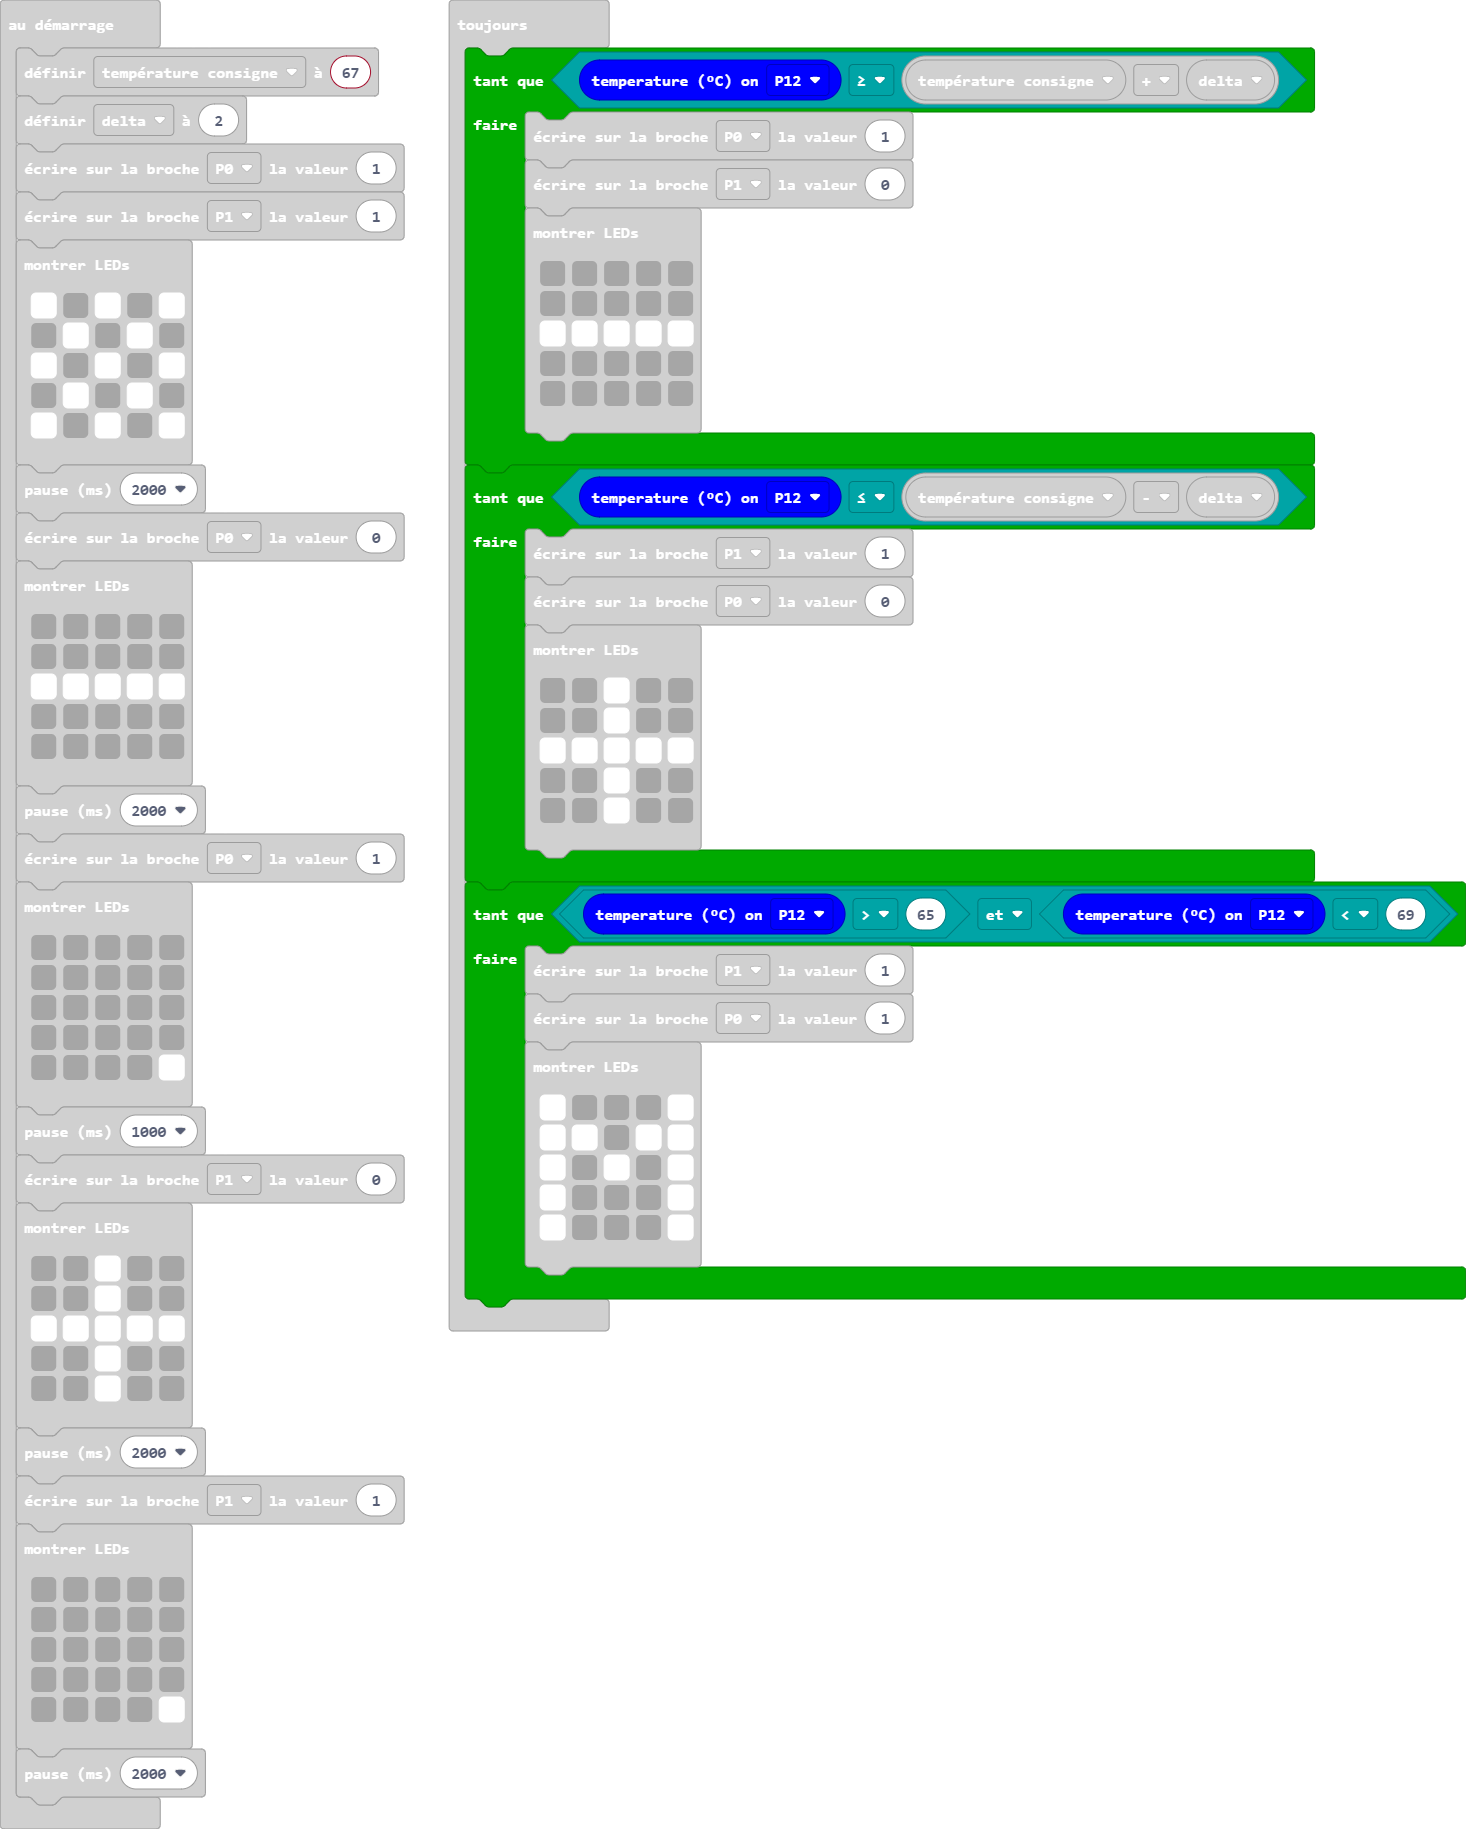 au démarrage
définir température consigne à 67
définir delta à 2
écrire sur la broche P0 la valeur 1
écrire sur la broche P1 la valeur 1
montrer LEDs
pause (ms) 2000
écrire sur la broche P0 la valeur 0
montrer LEDs
pause (ms) 2000
écrire sur la broche P0 la valeur 1
montrer LEDs
pause (ms) 1000
écrire sur la broche P1 la valeur 0
montrer LEDs
pause (ms) 2000
écrire sur la broche P1 la valeur 1
montrer LEDs
pause (ms) 2000
toujours
tant que temperature (ºC) on P12 ≥ température consigne + delta
faire écrire sur la broche P0 la valeur 1
écrire sur la broche P1 la valeur 0
montrer LEDs
tant que temperature (ºC) on P12 ≤ température consigne - delta
faire écrire sur la broche P1 la valeur 1
écrire sur la broche P0 la valeur 0
montrer LEDs
tant que temperature (ºC) on P12 > 65 et temperature (ºC) on P12 < 69
faire écrire sur la broche P1 la valeur 1
écrire sur la broche P0 la valeur 1
montrer LEDs